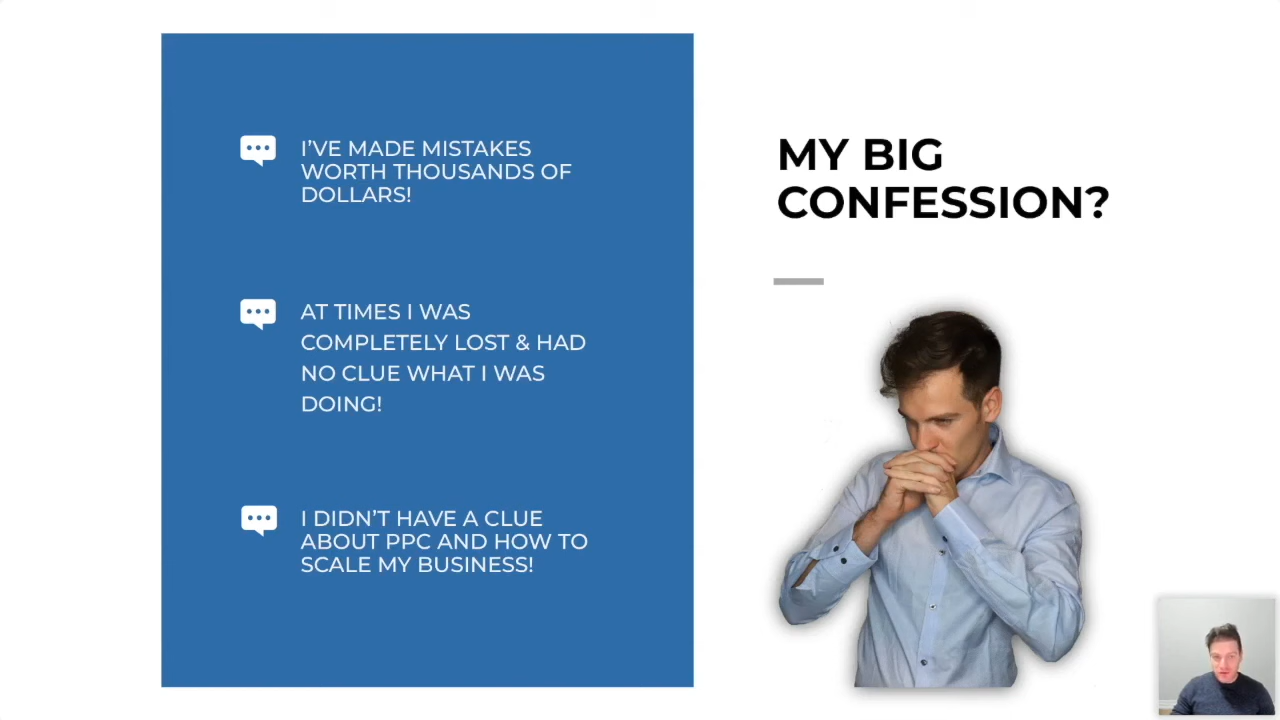 I’VE MADE MISTAKES
WORTH THOUSANDS OF
DOLLARS!
AT TIMES I WAS
COMPLETELY LOST & HAD
NO CLUE WHAT I WAS
DOING!
I DIDN’T HAVE A CLUE
ABOUT PPC AND HOW TO
SCALE MY BUSINESS!
MY BIG
CONFESSION?